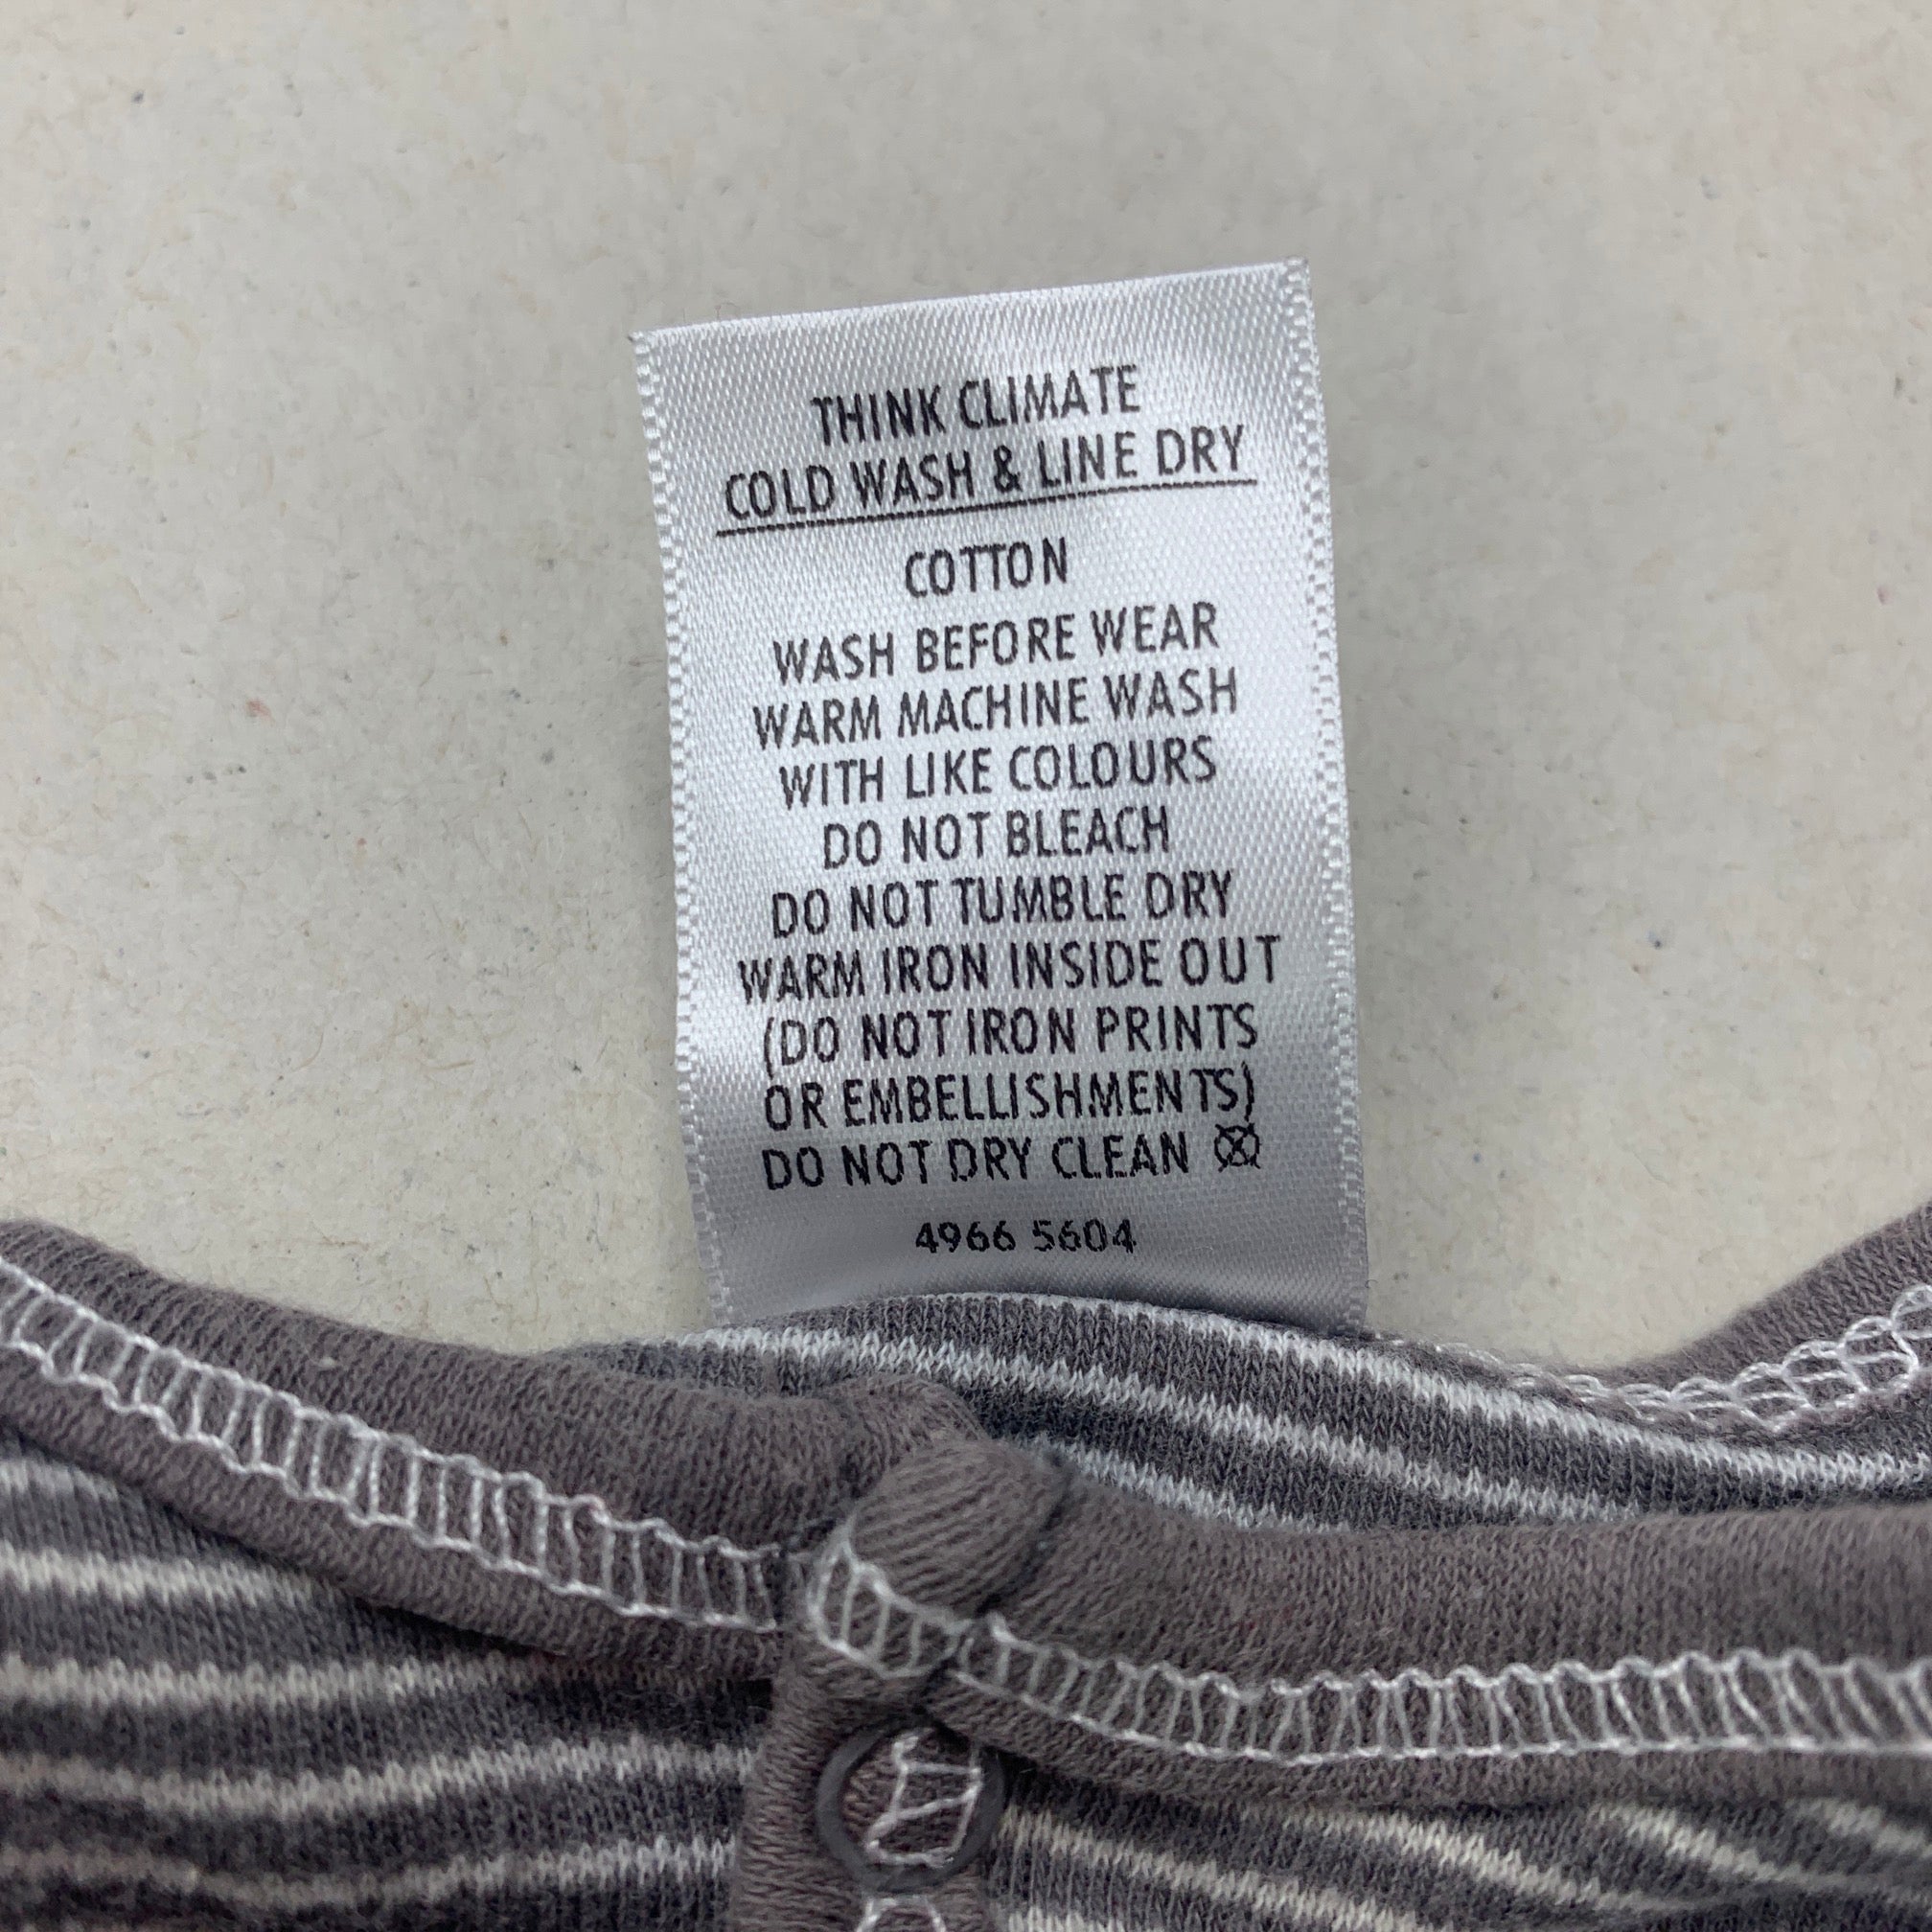 THINK CLIMATE
COLD WASH & LINE DRY
COTTON
WASH BEFORE WEAR
WARM MACHINE WASH
WITH LIKE COLOURS
DO NOT BLEACH
DO NOT TUMBLE DRY
WARM IRON INSIDE OUT
(DO NOT IRON PRINTS
OR EMBELLISHMENTS)
DO NOT DRY CLEAN
4966 5604